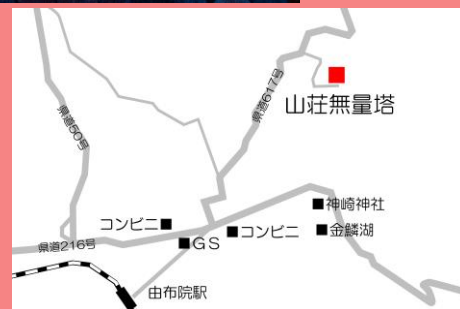 山荘無量塔
県道617号
県道50号
神崎神社
コンビニ
コンビニ
金鱗湖
GS
県道216号
由布院駅